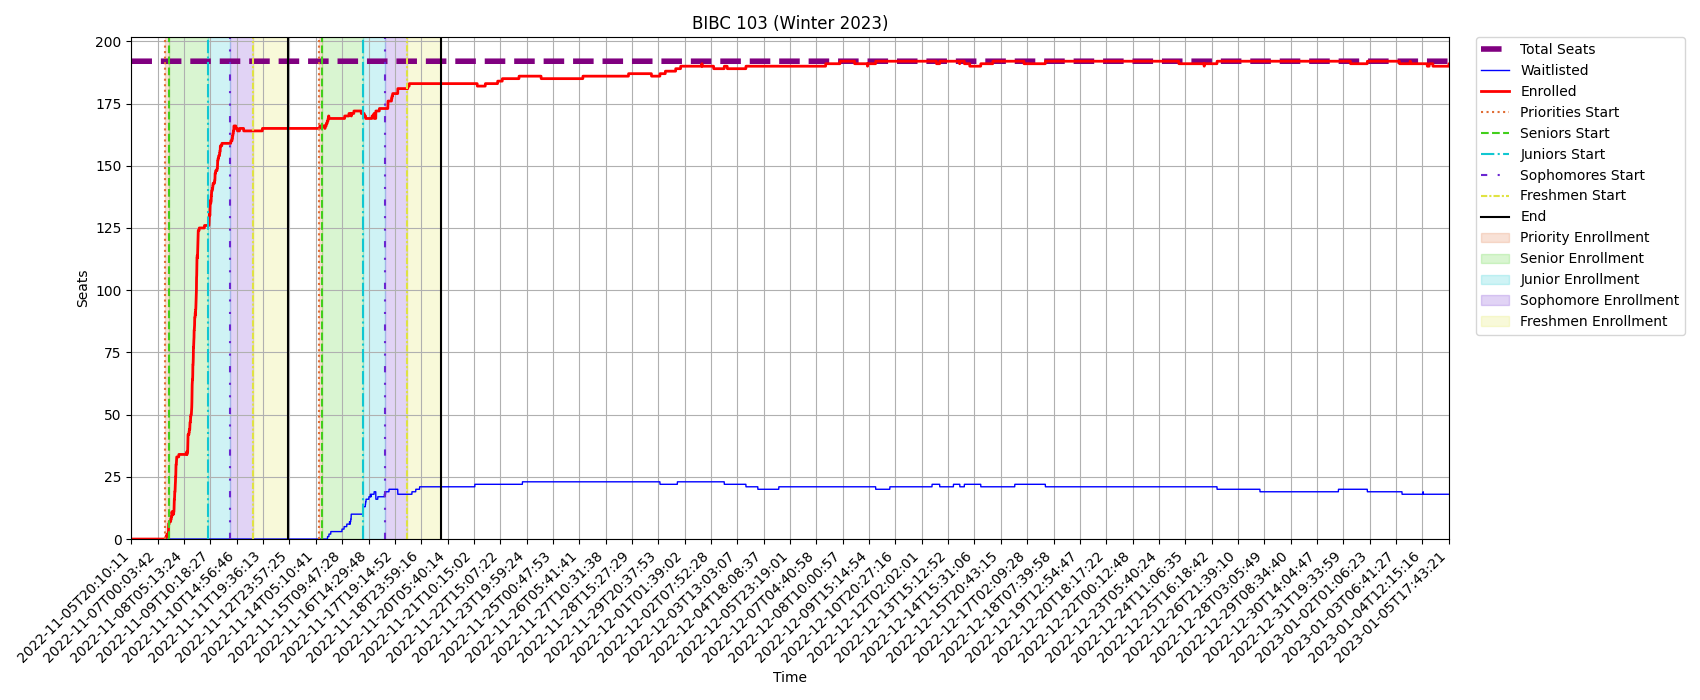 BIBC 103 (Winter 2023)
Seats
200
175
150
125
100
75
50
25
0
2022-11-05T20:10:11
2022-11-07T00:03:42
2022-11-08T05:13:24
2022-11-09T10:18:27
2022-11-10T14:56:46
2022-11-11T19:36:13
2022-11-12T23:57:25
2022-11-14T05:10:41
2022-11-15T09:47:28
2022-11-16T14:29:48
2022-11-17T19:14:52
2022-11-18T23:59:16
2022-11-20T05:40:14
2022-11-21T10:15:02
2022-11-22T15:07:22
2022-11-23T19:59:24
2022-11-25T00:47:53
2022-11-26T05:41:41
2022-11-27T10:31:38
2022-11-28T15:27:29
2022-11-29T20:37:53
2022-12-01T01:39:02
2022-12-02T07:52:28
2022-12-03T13:03:07
2022-12-04T18:08:37
2022-12-05T23:19:01
2022-12-07T04:40:58
2022-12-08T10:00:57
2022-12-09T15:14:54
2022-12-10T20:27:16
2022-12-12T02:02:01
2022-12-13T15:12:52
2022-12-14T15:31:06
2022-12-15T20:43:15
2022-12-17T02:09:28
2022-12-18T07:39:58
2022-12-19T12:54:47
2022-12-20T18:17:22
2022-12-22T00:12:48
2022-12-23T05:40:24
2022-12-24T11:06:35
2022-12-25T16:18:42
2022-12-26T21:39:10
2022-12-28T03:05:49
2022-12-29T08:34:40
2022-12-30T14:04:47
2022-12-31T19:33:59
2023-01-02T01:06:23
2023-01-03T06:41:27
2023-01-04T12:15:16
2023-01-05T17:43:21
Time
Total Seats
Waitlisted
Enrolled
Priorities Start
Seniors Start
Juniors Start
Sophomores Start
Freshmen Start
End
Priority Enrollment
Senior Enrollment
Junior Enrollment
Sophomore Enrollment
Freshmen Enrollment